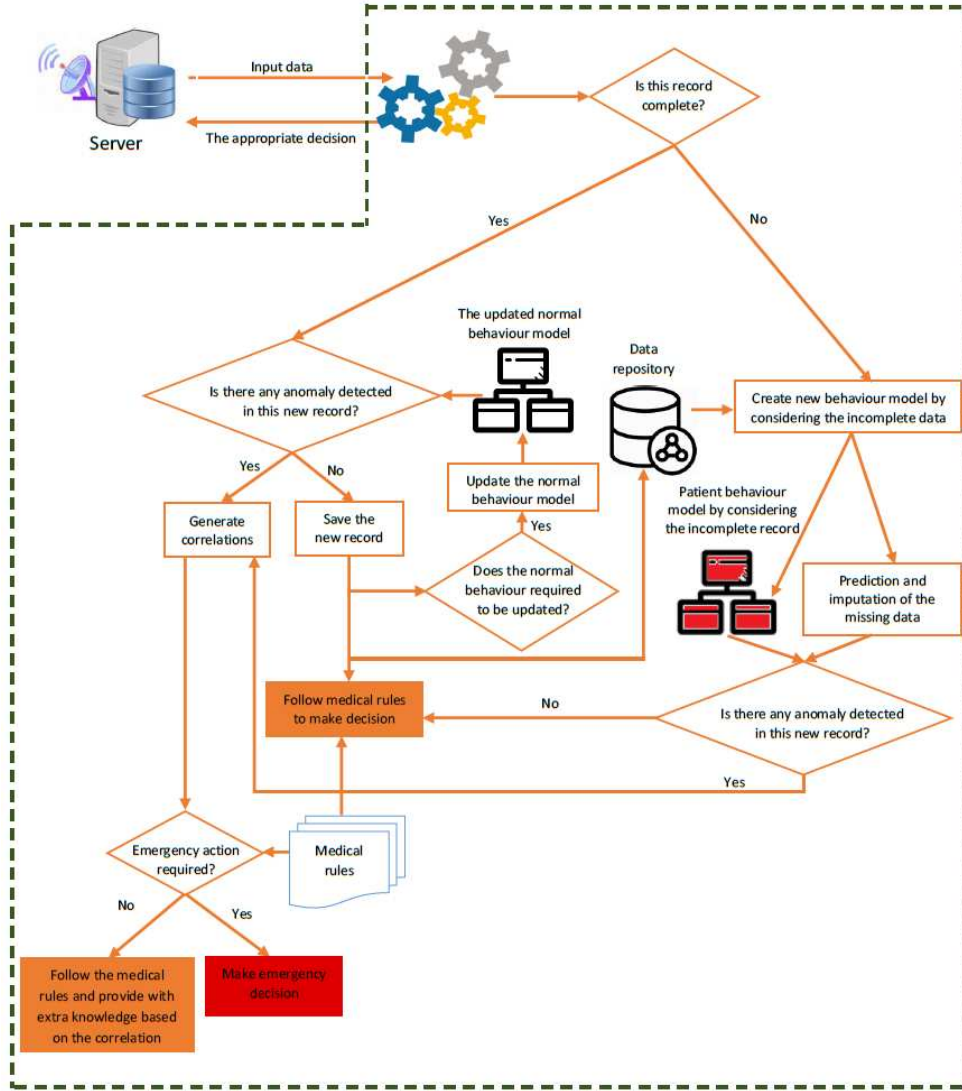 Input data
Is this record
complete?
The appropriate decision
Server
Yes
No
The updated normal
behaviour model
Data
repository
Is there any anomaly detected
in this new record?
Create new behaviour model by
considering the incomplete data
Yes
No
Update the normal
behaviour model
Patient behaviour
model by considering
the incomplete record
Generate
correlations
Save the
new record
Yes
Does the normal
behaviour required
to be updated?
Prediction and
imputation of the
missing data
Follow medical rules
to make decision
No
Is there any anomaly detected
in this new record?
Yes
Emergency action
required?
Medical
rules
No
Yes
Follow the medical
rules and provide with
extra knowledge based
on the correlation
Make emergency
decision